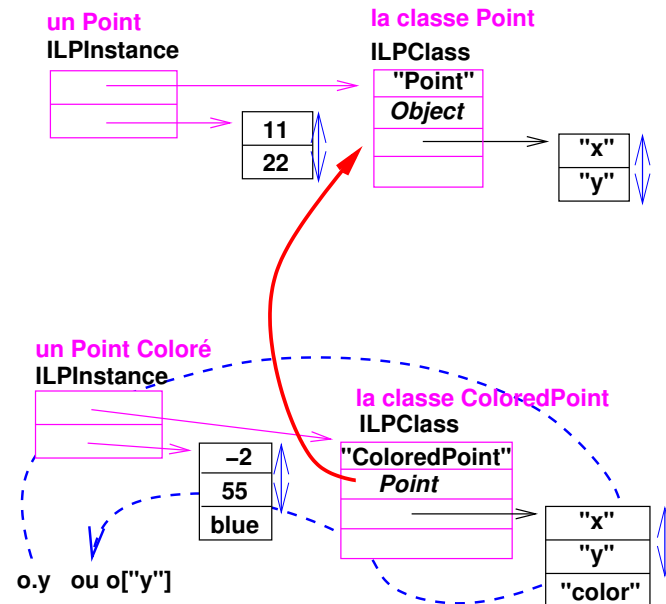 un Point
ILPInstance
la classe Point
ILPClass
"Point"
Object
11
22
"x"
"y"
un Point Coloré
ILPInstance
la classe ColoredPoint
ILPClass
"ColoredPoint"
Point
−2
55
blue
"x"
"y"
"color"
o.y ou o["y"]